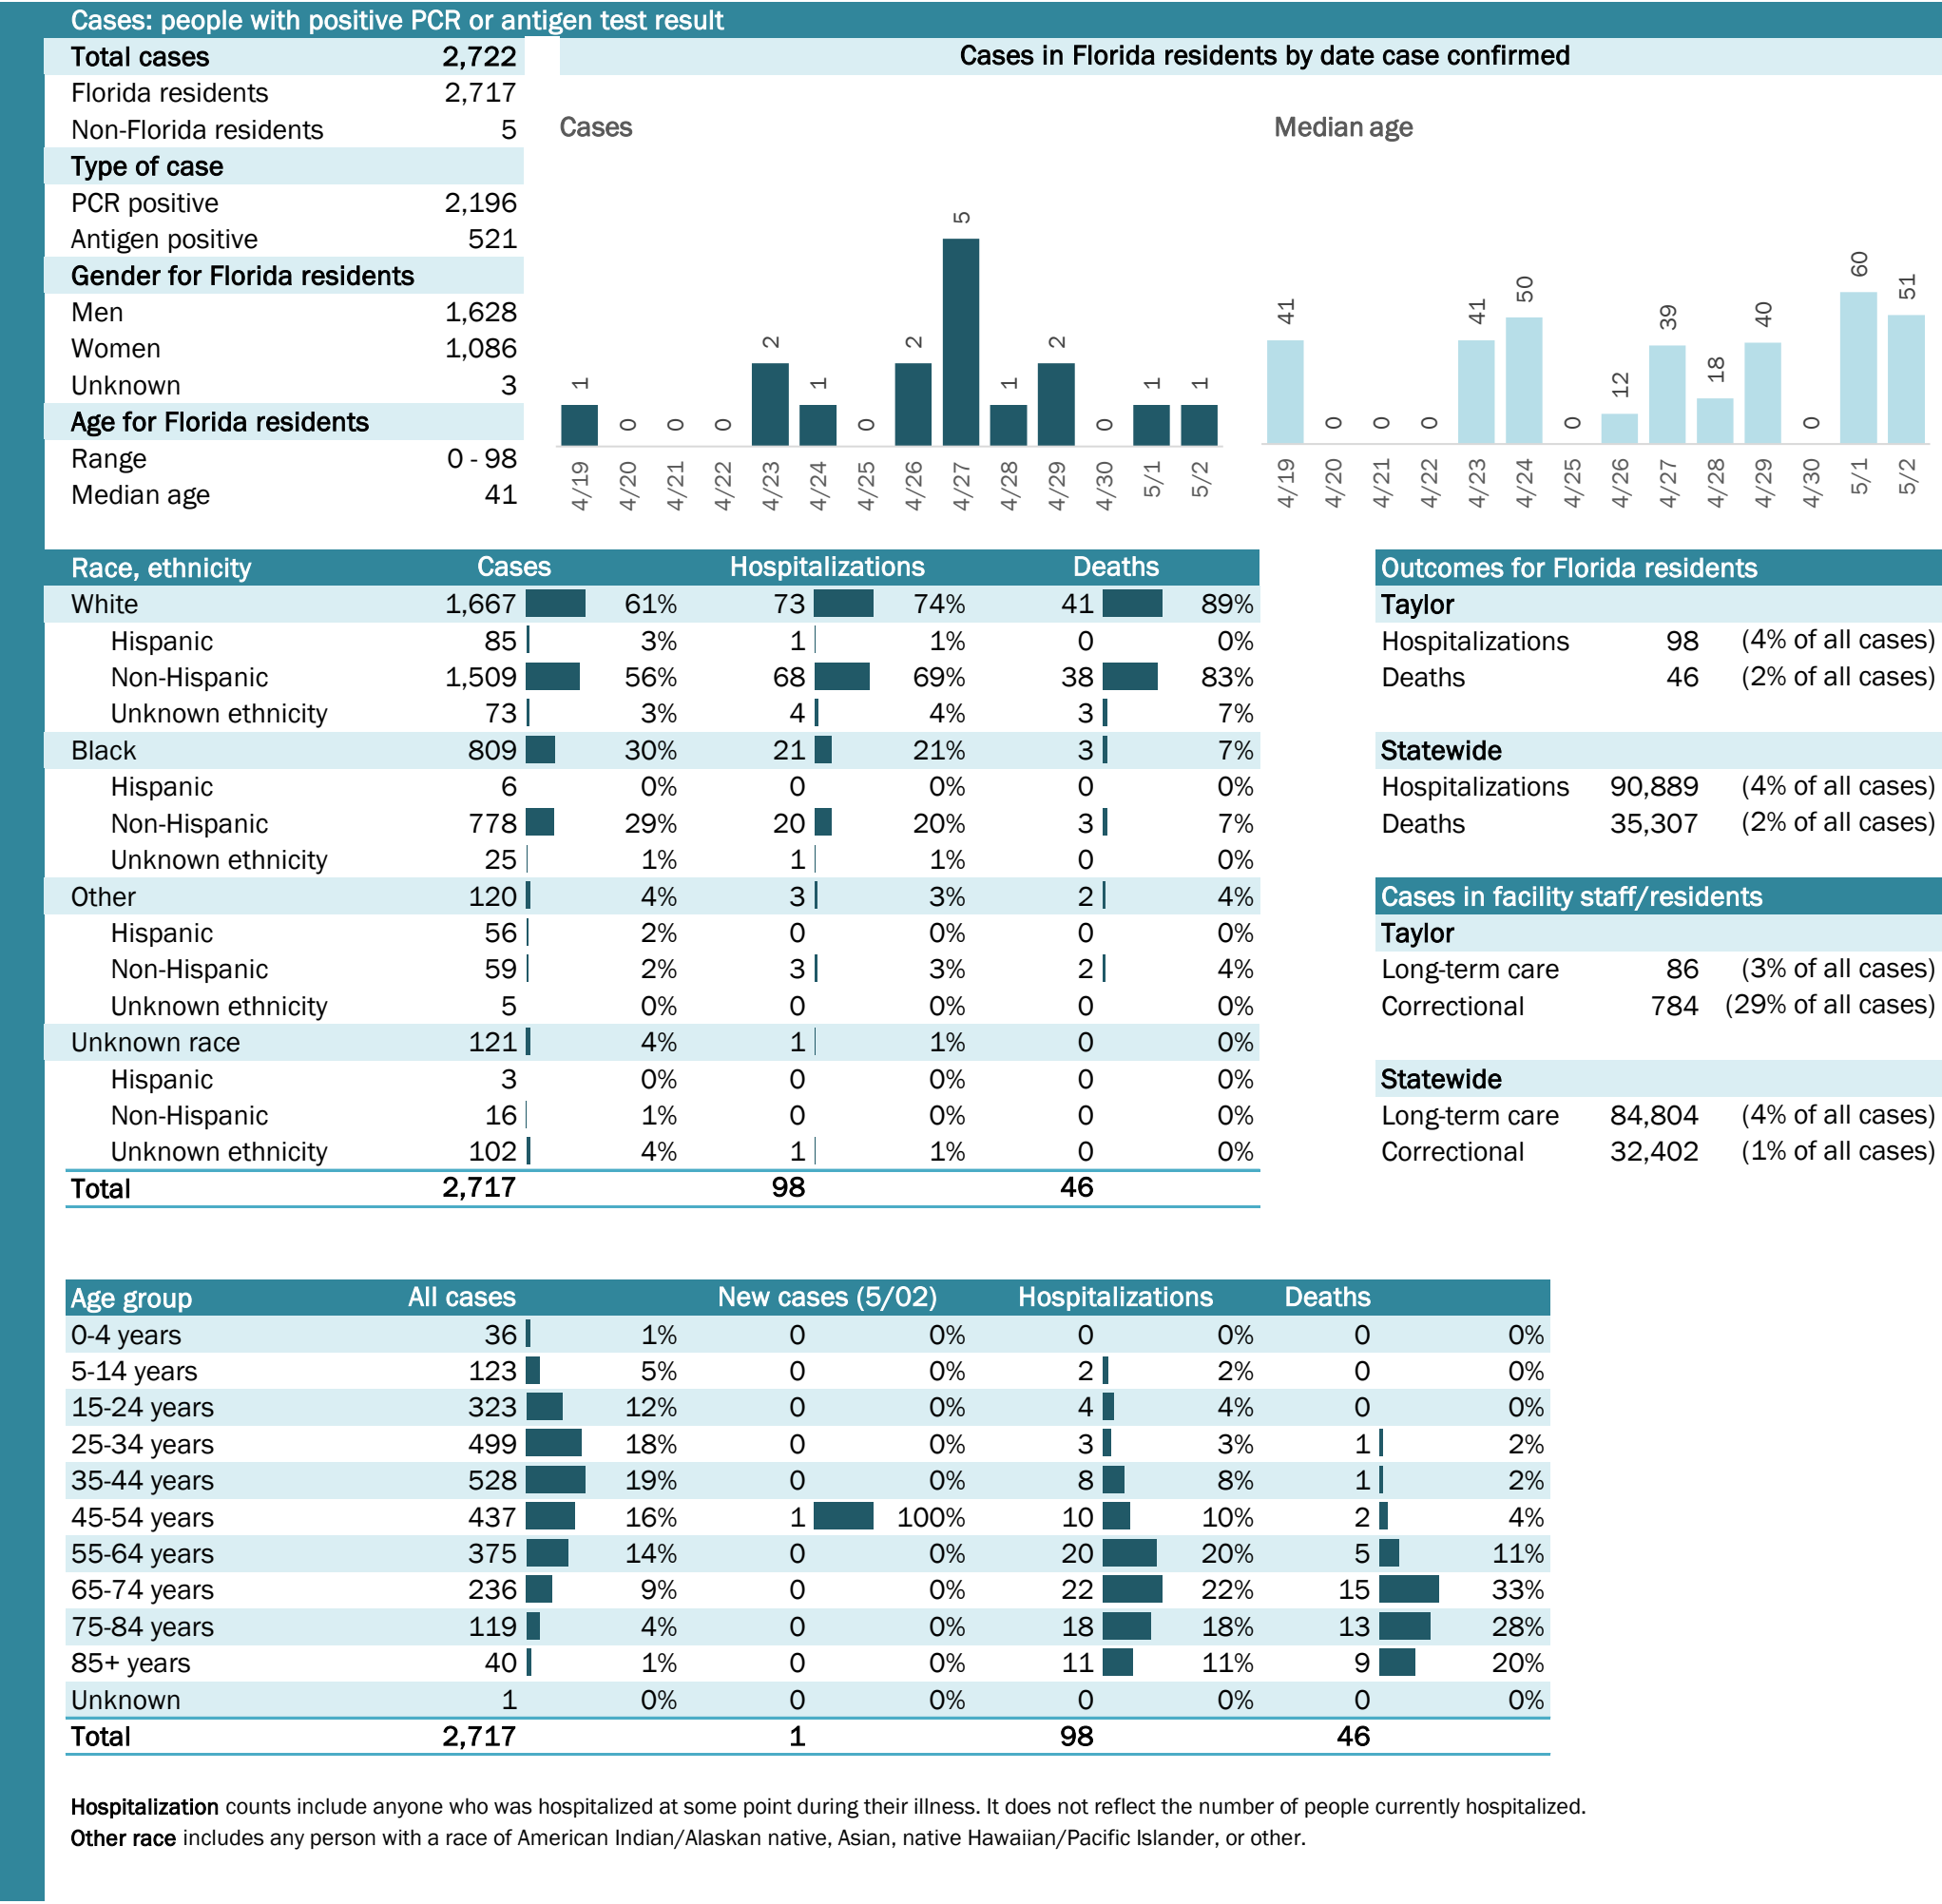 Cases: people with positive PCR or antigen test result
Total cases 2,722
Florida residents 2,717
Non-Florida residents 5
Type of case
PCR positive 2,196
Antigen positive 521
Gender for Florida residents
Men 1,628
Women 1,086
Unknown 3
Age for Florida residents
Range 0 - 98
Median age 41
Cases in Florida residents by date case confirmed
Cases
1 0 0 0 2 1 0 2 5 1 2 0 1 1
4/19 4/20 4/21 4/22 4/23 4/24 4/25 4/26 4/27 4/28 4/29 4/30 5/1 5/2
Median age
41 0 0 0 41 50 0 12 39 18 40 0 60 51
4/19 4/20 4/21 4/22 4/23 4/24 4/25 4/26 4/27 4/28 4/29 4/30 5/1 5/2
Race, ethnicity Cases Hospitalizations Deaths
White 1,667 61% 73 74% 41 89%
Hispanic 85 3% 1 1% 0 0%
Non-Hispanic 1,509 56% 68 69% 38 83%
Unknown ethnicity 73 3% 4 4% 3 7%
Black 809 30% 21 21% 3 7%
Hispanic 6 0% 0 0% 0 0%
Non-Hispanic 778 29% 20 20% 3 7%
Unknown ethnicity 25 1% 1 1% 0 0%
Other 120 4% 3 3% 2 4%
Hispanic 56 2% 0 0% 0 0%
Non-Hispanic 59 2% 3 3% 2 4%
Unknown ethnicity 5 0% 0 0% 0 0%
Unknown race 121 4% 1 1% 0 0%
Hispanic 3 0% 0 0% 0 0%
Non-Hispanic 16 1% 0 0% 0 0%
Unknown ethnicity 102 4% 1 1% 0 0%
Total 2,717 98 46
Outcomes for Florida residents
Taylor
Hospitalizations 98 (4% of all cases)
Deaths 46 (2% of all cases)
Statewide
Hospitalizations 90,889 (4% of all cases)
Deaths 35,307 (2% of all cases)
Cases in facility staff/residents
Taylor
Long-term care 86 (3% of all cases)
Correctional 784 (29% of all cases)
Statewide
Long-term care 84,804 (4% of all cases)
Correctional 32,402 (1% of all cases)
Age group All cases New cases (5/02) Hospitalizations Deaths
0-4 years 36 1% 0 0% 0 0% 0 0%
5-14 years 123 5% 0 0% 2 2% 0 0%
15-24 years 323 12% 0 0% 4 4% 0 0%
25-34 years 499 18% 0 0% 3 3% 1 2%
35-44 years 528 19% 0 0% 8 8% 1 2%
45-54 years 437 16% 1 100% 10 10% 2 4%
55-64 years 375 14% 0 0% 20 20% 5 11%
65-74 years 236 9% 0 0% 22 22% 15 33%
75-84 years 119 4% 0 0% 18 18% 13 28%
85+ years 40 1% 0 0% 11 11% 9 20%
Unknown 1 0% 0 0% 0 0% 0 0%
Total 2,717 1 98 46
Hospitalization counts include anyone who was hospitalized at some point during their illness. It does not reflect the number of people currently hospitalized.
Other race includes any person with a race of American Indian/Alaskan native, Asian, native Hawaiian/Pacific Islander, or other.